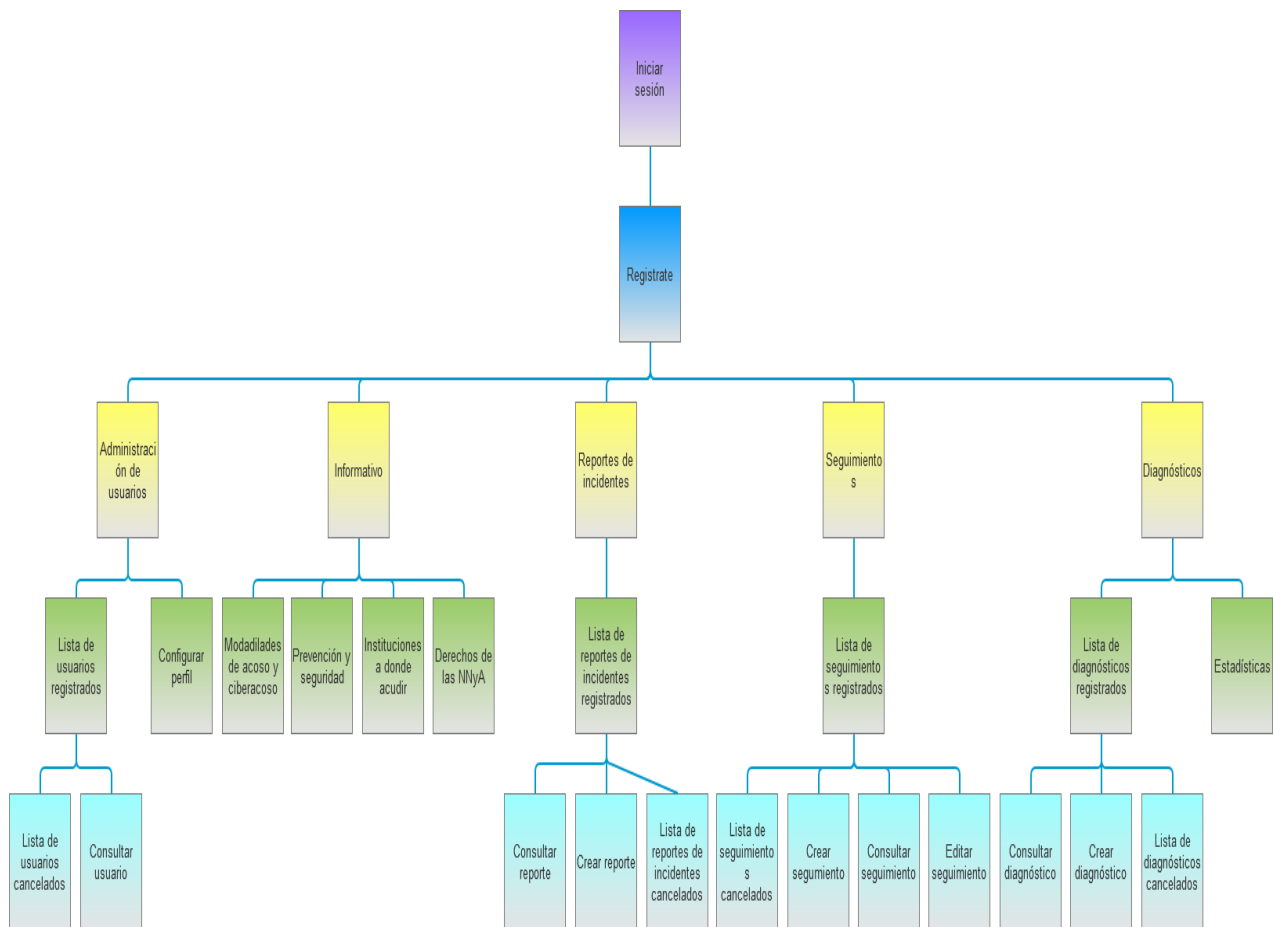 Iniciar
sesión
Registrate
Administraci
ón de
usuarios
Informativo
Reportes de
incidentes
Seguimiento
s
Diagnósticos
Lista de
usuarios
registrados
Configurar
perfil
Modadilades
de acoso y
ciberacoso
Prevención y
seguridad
Instituciones
a donde
acudir
Derechos de
las NNyA
Lista de
reportes de
incidentes
registrados
Lista de
seguimiento
s registrados
Lista de
diagnósticos
registrados
Estadísticas
Lista de
usuarios
cancelados
Consultar
usuario
Consultar
reporte
Crear reporte
Lista de
reportes de
incidentes
cancelados
Lista de
seguimiento
s
cancelados
Crear
segumiento
Consultar
seguimiento
Editar
seguimiento
Consultar
diagnóstico
Crear
diagnóstico
Lista de
diagnósticos
cancelados